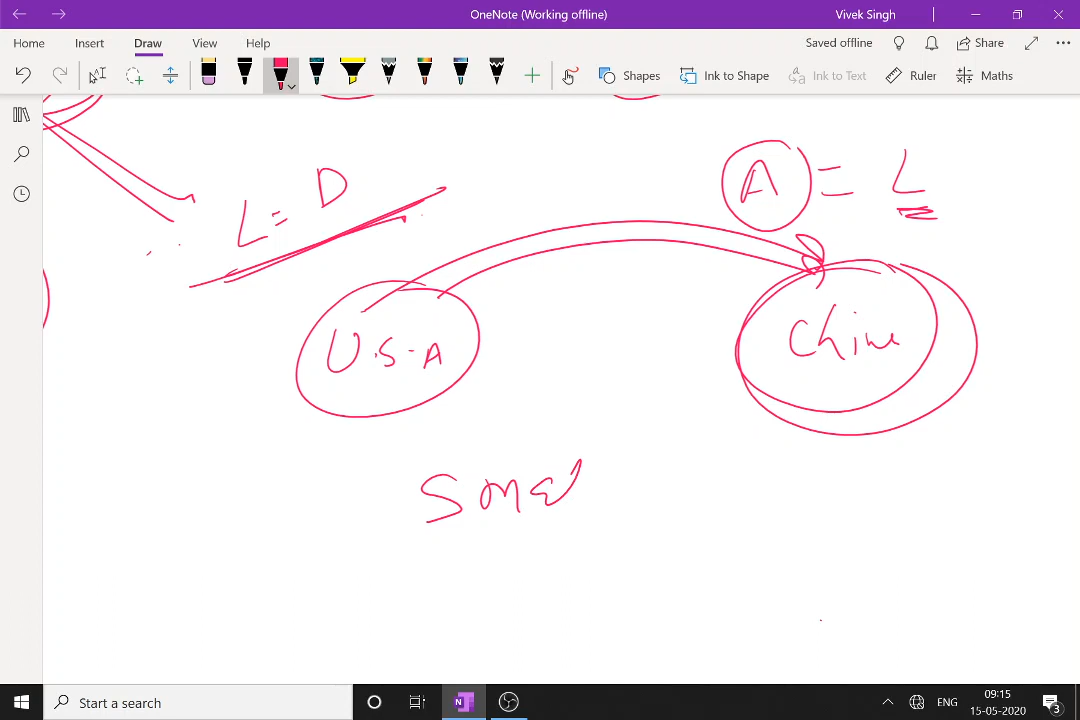 OneNote (Working offline)
Vivek Singh
Home Insert Draw View Help
Saved offline
Share
Shapes
Ink to Shape
Ink to Text
Ruler
Maths
A = L
L = D
U.S.A
Chin
Start a search
ENG
09:15
15-05-2020
3